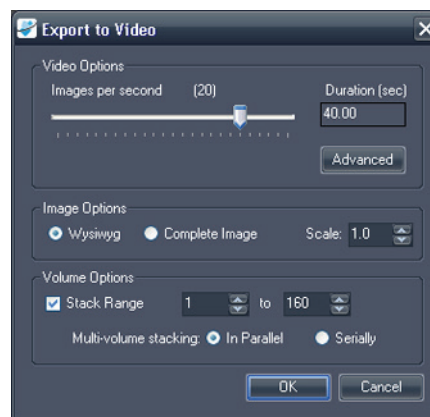 Export to Video
Video Options
Images per second (20) Duration (sec)
40.00
Advanced
Image Options
Wysiwyg Complete Image Scale: 1.0
Volume Options
Stack Range 1 to 160
Multi-volume stacking: In Parallel Serially
OK Cancel